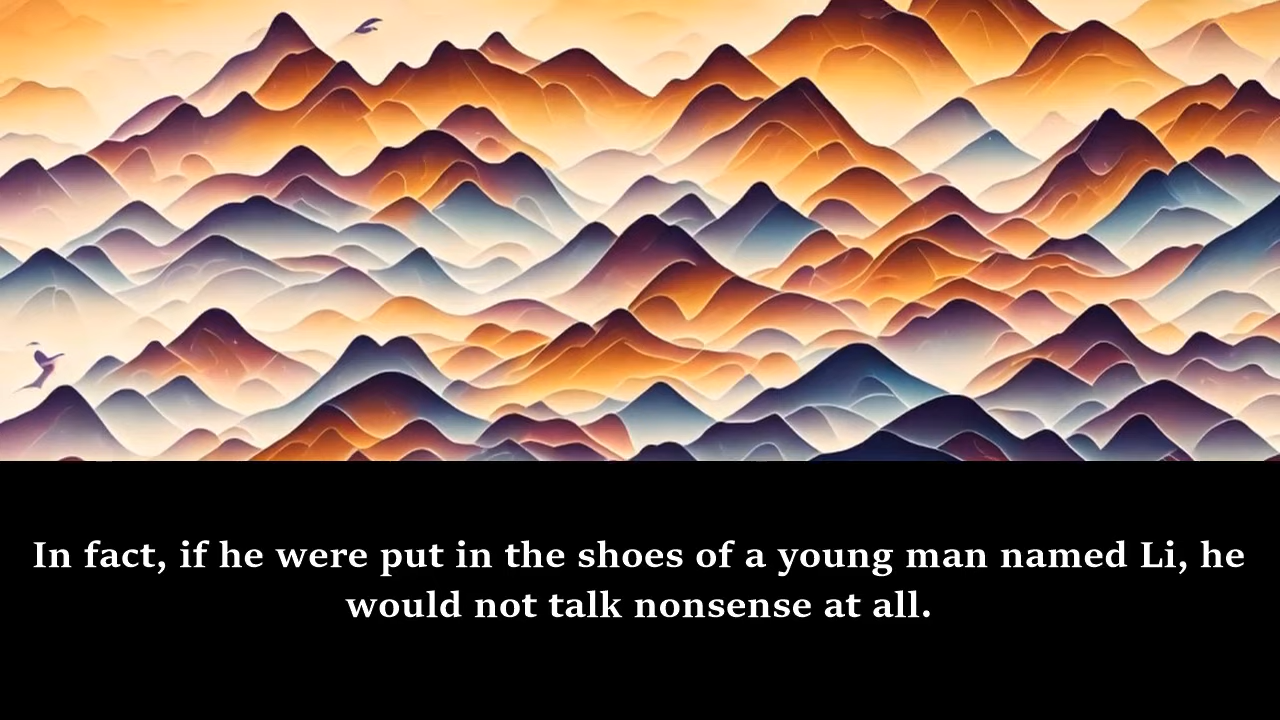 In fact, if he were put in the shoes of a young man named Li, he
would not talk nonsense at all.